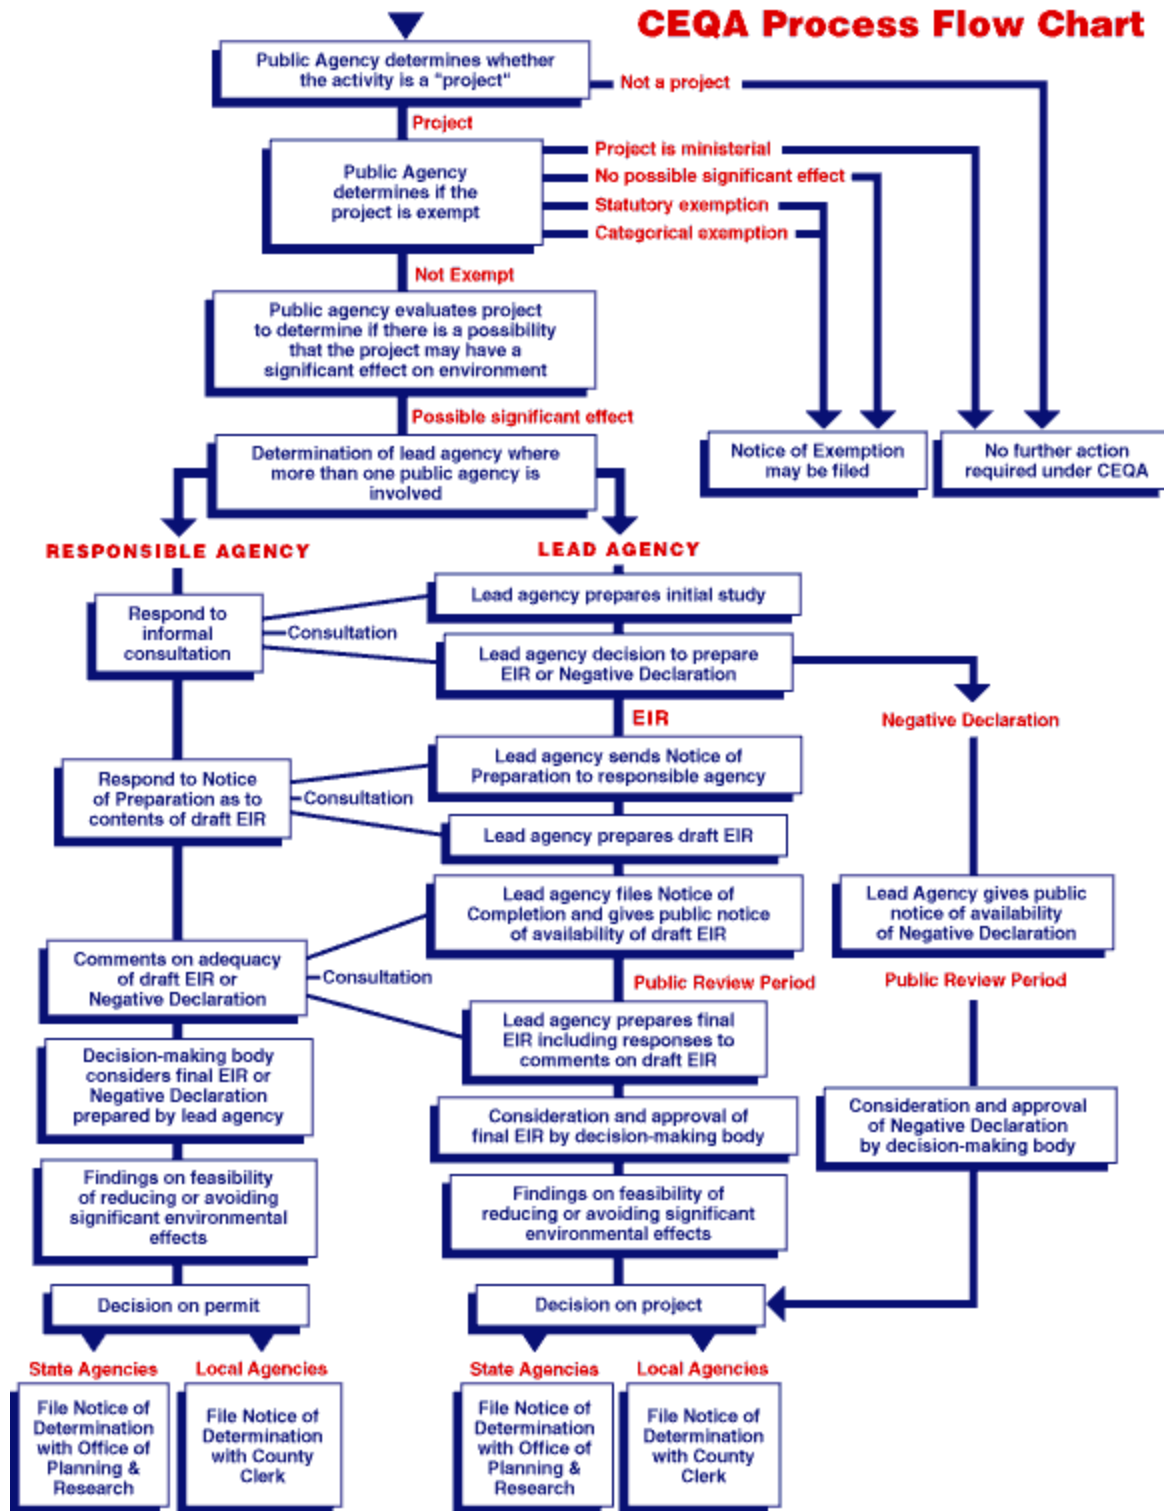 CEQA Process Flow Chart
Public Agency determines whether
the activity is a "project"
Not a project
Project
Public Agency
determines if the
project is exempt
Project is ministerial
No possible significant effect
Statutory exemption
Categorical exemption
Not Exempt
Public agency evaluates project
to determine if there is a possibility
that the project may have a
significant effect on environment
Possible significant effect
Determination of lead agency where
more than one public agency is
involved
Notice of Exemption
may be filed
No further action
required under CEQA
RESPONSIBLE AGENCY
LEAD AGENCY
Respond to
informal
consultation
Consultation
Lead agency prepares initial study
Lead agency decision to prepare
EIR or Negative Declaration
EIR
Negative Declaration
Respond to Notice
of Preparation as to
contents of draft EIR
Consultation
Lead agency sends Notice of
Preparation to responsible agency
Lead agency prepares draft EIR
Lead agency files Notice of
Completion and gives public notice
of availability of draft EIR
Lead Agency gives public
notice of availability
of Negative Declaration
Comments on adequacy
of draft EIR or
Negative Declaration
Consultation
Public Review Period
Public Review Period
Lead agency prepares final
EIR including responses to
comments on draft EIR
Decision-making body
considers final EIR or
Negative Declaration
prepared by lead agency
Consideration and approval of
final EIR by decision-making body
Consideration and approval
of Negative Declaration
by decision-making body
Findings on feasibility
of reducing or avoiding
significant environmental
effects
Findings on feasibility of
reducing or avoiding significant
environmental effects
Decision on permit
Decision on project
State Agencies
Local Agencies
State Agencies
Local Agencies
File Notice of
Determination
with Office of
Planning &
Research
File Notice of
Determination
with County
Clerk
File Notice of
Determination
with Office of
Planning &
Research
File Notice of
Determination
with County
Clerk